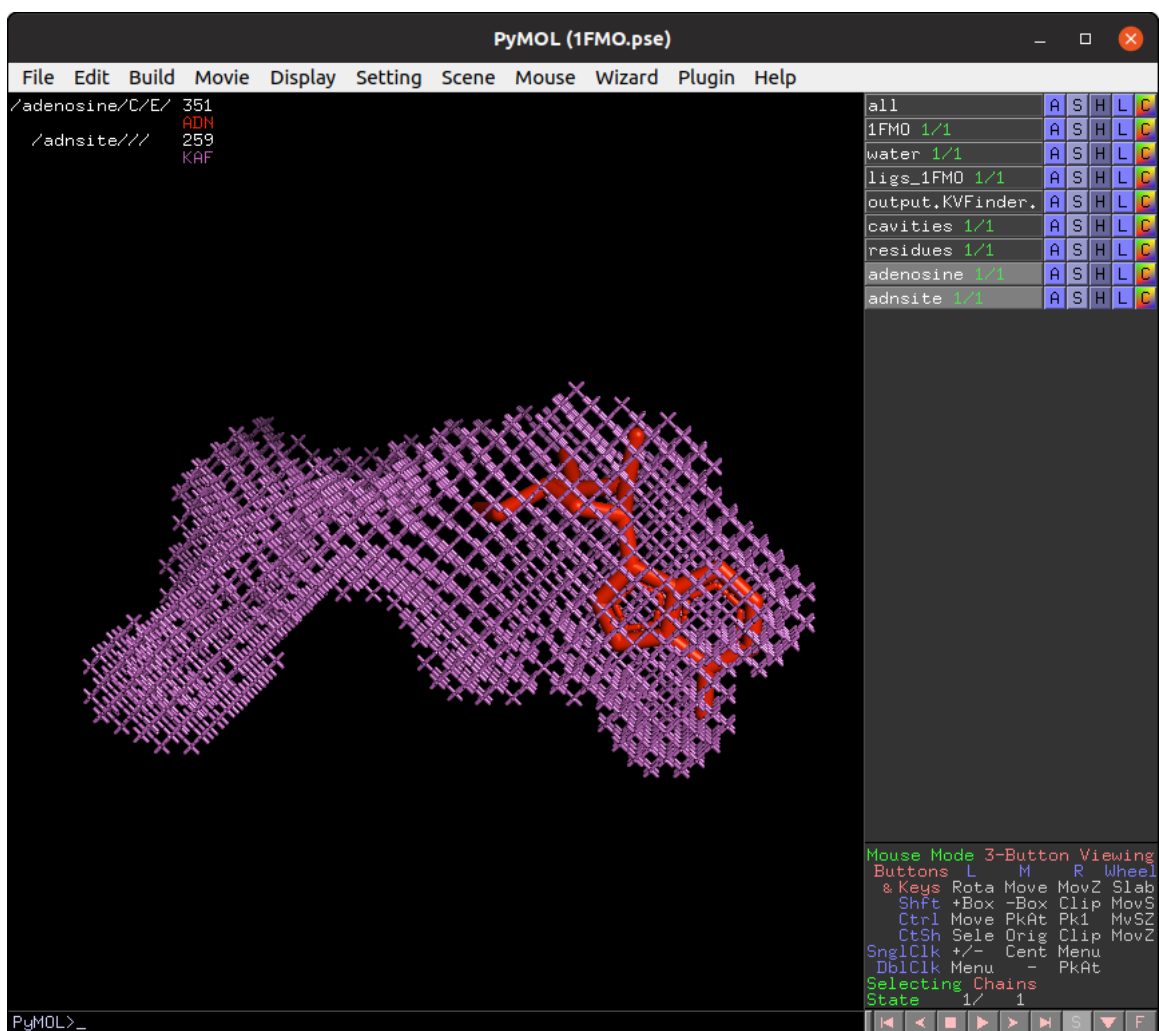 PyMOL (1FMO.pse)
File Edit Build Movie Display Setting Scene Mouse Wizard Plugin Help
/adenosine/C/E/ 351
ADN
/adnsite/// 259
KAF
all A S H L C
1FMO 1/1 A S H L C
water 1/1 A S H L C
ligs_1FMO 1/1 A S H L C
output.KVFinder. A S H L C
cavities 1/1 A S H L C
residues 1/1 A S H L C
adenosine 1/1 A S H L C
adnsite 1/1 A S H L C
Mouse Mode 3-Button Viewing
Buttons L M R Wheel
& Keys Rota Move MovZ Slab
Shft +Box -Box Clip MovS
Ctrl Move PkAt Pk1 MvSZ
CtSh Sele Orig Clip MovZ
SnglClk +/- Cent Menu
DblClk Menu - PkAt
Selecting Chains
State 1/ 1
PyMOL>_
S F